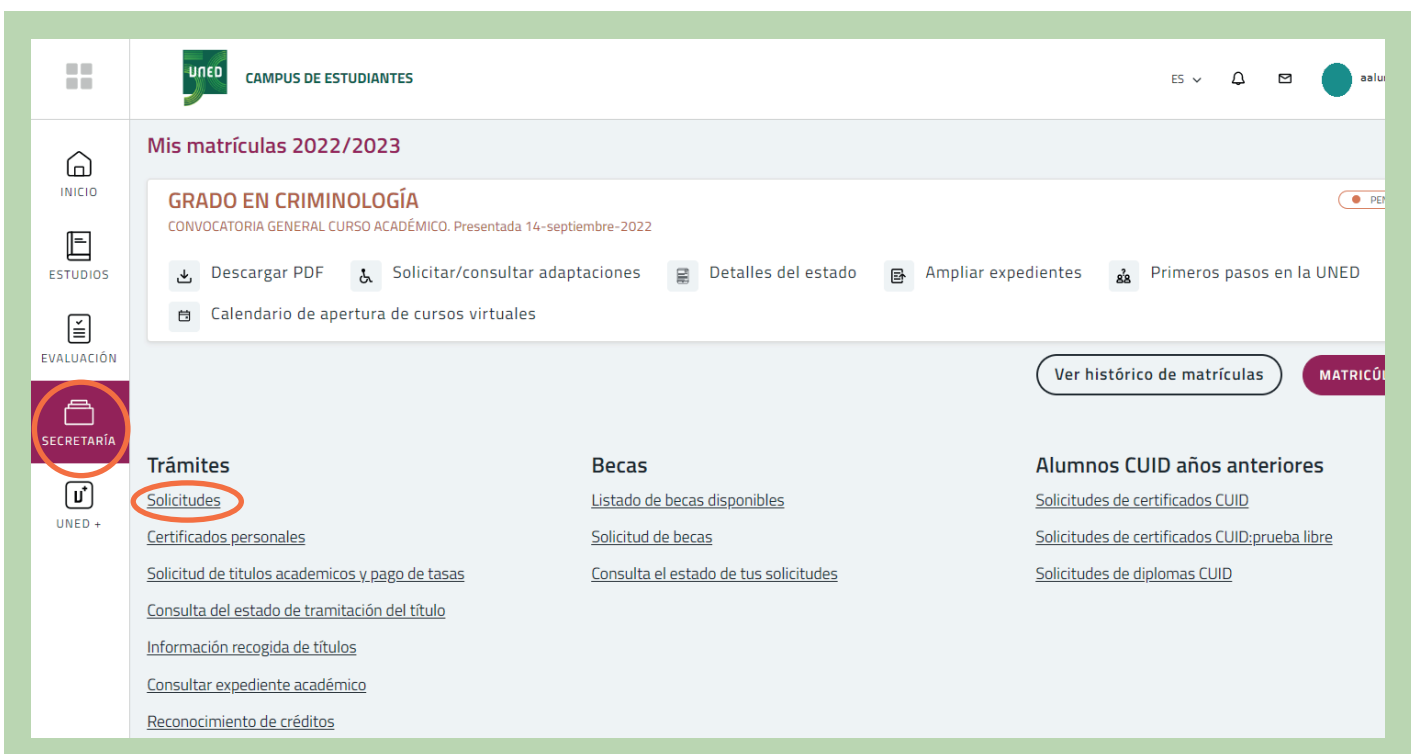 UNED CAMPUS DE ESTUDIANTES ES
INICIO
ESTUDIOS
EVALUACIÓN
SECRETARÍA
UNED +
Mis matrículas 2022/2023
GRADO EN CRIMINOLOGÍA
CONVOCATORIA GENERAL CURSO ACADÉMICO. Presentada 14-septiembre-2022
Descargar PDF Solicitar/consultar adaptaciones Detalles del estado Ampliar expedientes Primeros pasos en la UNED
Calendario de apertura de cursos virtuales
Ver histórico de matrículas
Trámites
Solicitudes
Certificados personales
Solicitud de titulos academicos y pago de tasas
Consulta del estado de tramitación del título
Información recogida de títulos
Consultar expediente académico
Reconocimiento de créditos
Becas
Listado de becas disponibles
Solicitud de becas
Consulta el estado de tus solicitudes
Alumnos CUID años anteriores
Solicitudes de certificados CUID
Solicitudes de certificados CUID:prueba libre
Solicitudes de diplomas CUID